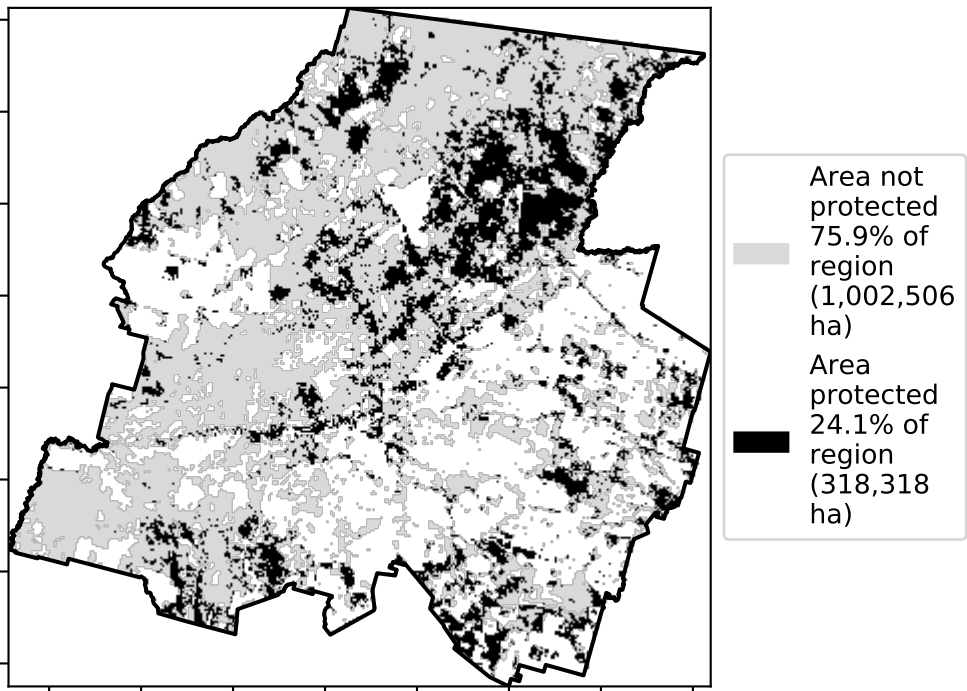 Area not
protected
75.9% of
region
(1,002,506
ha)
Area
protected
24.1% of
region
(318,318
ha)